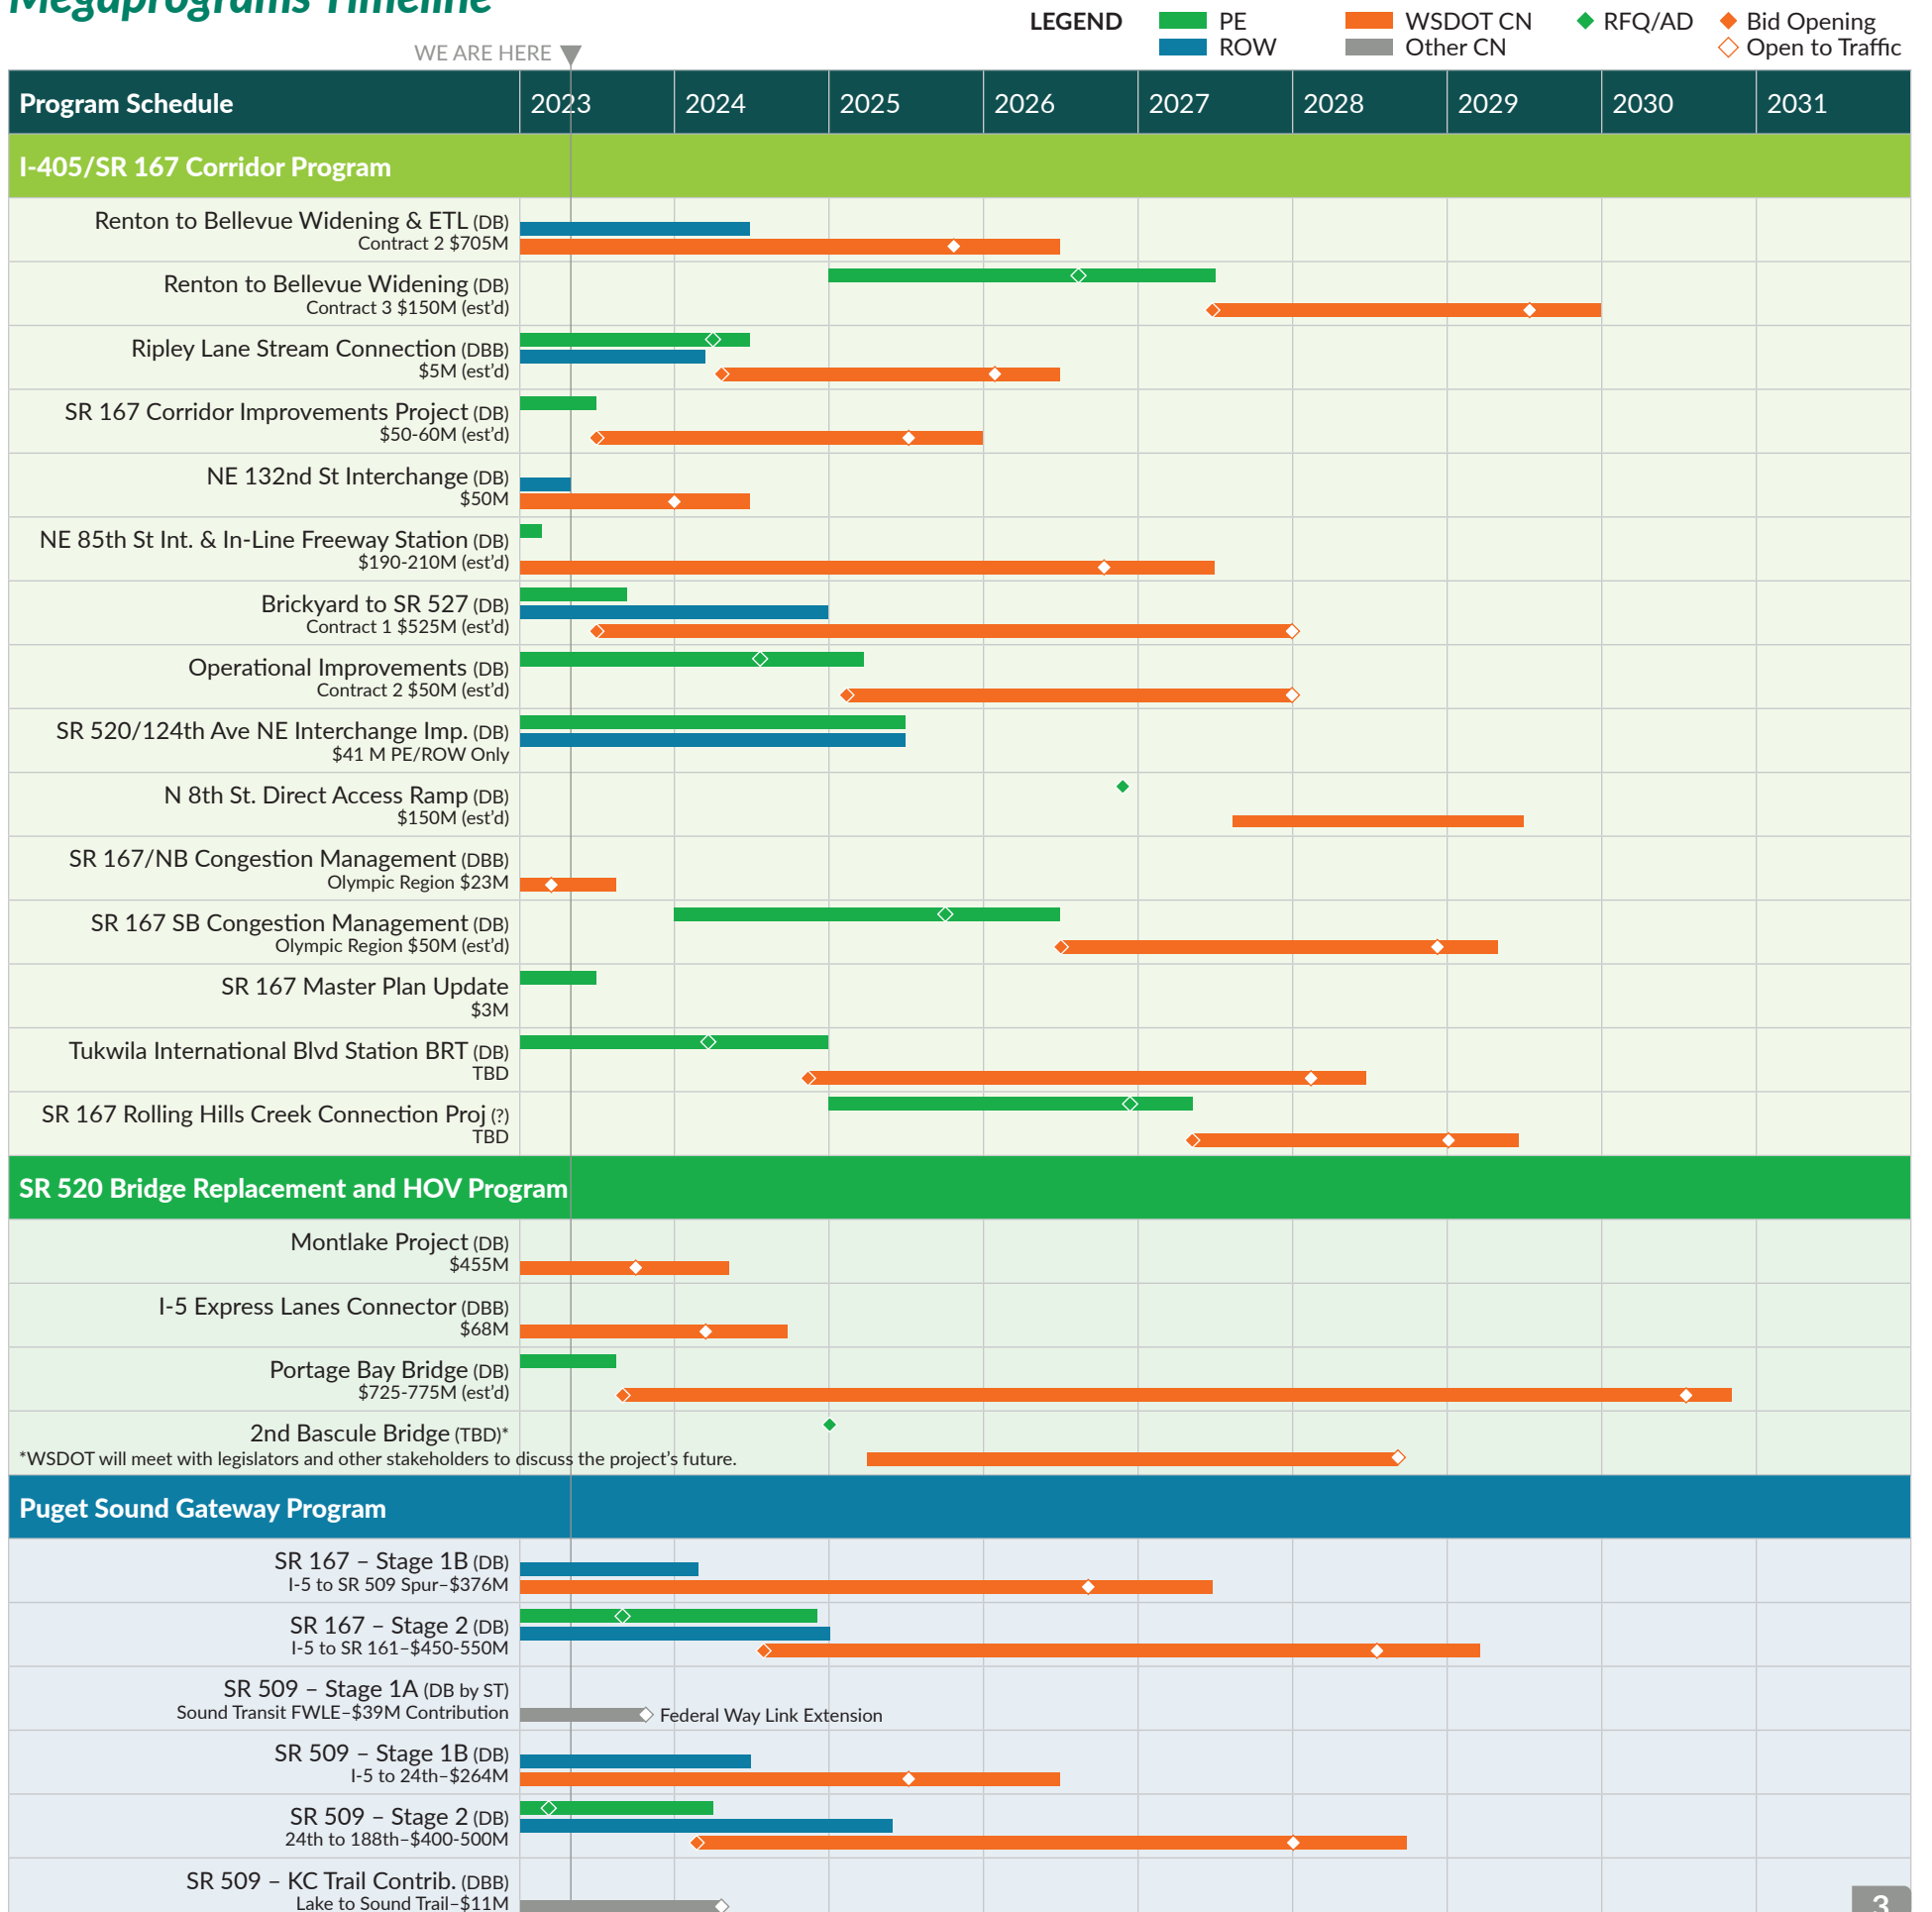 Megaprograms Timeline
LEGEND
PE
WSDOT CN
RFQ/AD
Bid Opening
ROW
Other CN
Open to Traffic
WE ARE HERE
Program Schedule 2023 2024 2025 2026 2027 2028 2029 2030 2031
I-405/SR 167 Corridor Program
Renton to Bellevue Widening & ETL (DB)
Contract 2 $705M
Renton to Bellevue Widening (DB)
Contract 3 $150M (est'd)
Ripley Lane Stream Connection (DBB)
$5M (est'd)
SR 167 Corridor Improvements Project (DB)
$50-60M (est'd)
NE 132nd St Interchange (DB)
$50M
NE 85th St Int. & In-Line Freeway Station (DB)
$190-210M (est'd)
Brickyard to SR 527 (DB)
Contract 1 $525M (est'd)
Operational Improvements (DB)
Contract 2 $50M (est'd)
SR 520/124th Ave NE Interchange Imp. (DB)
$41 M PE/ROW Only
N 8th St. Direct Access Ramp (DB)
$150M (est'd)
SR 167/NB Congestion Management (DBB)
Olympic Region $23M
SR 167 SB Congestion Management (DB)
Olympic Region $50M (est'd)
SR 167 Master Plan Update
$3M
Tukwila International Blvd Station BRT (DB)
TBD
SR 167 Rolling Hills Creek Connection Proj (?)
TBD
SR 520 Bridge Replacement and HOV Program
Montlake Project (DB)
$455M
I-5 Express Lanes Connector (DBB)
$68M
Portage Bay Bridge (DB)
$725-775M (est'd)
2nd Bascule Bridge (TBD)*
*WSDOT will meet with legislators and other stakeholders to discuss the project's future.
Puget Sound Gateway Program
SR 167 – Stage 1B (DB)
I-5 to SR 509 Spur–$376M
SR 167 – Stage 2 (DB)
I-5 to SR 161–$450-550M
SR 509 – Stage 1A (DB by ST)
Sound Transit FWLE–$39M Contribution
Federal Way Link Extension
SR 509 – Stage 1B (DB)
I-5 to 24th–$264M
SR 509 – Stage 2 (DB)
24th to 188th–$400-500M
SR 509 – KC Trail Contrib. (DBB)
Lake to Sound Trail–$11M
3